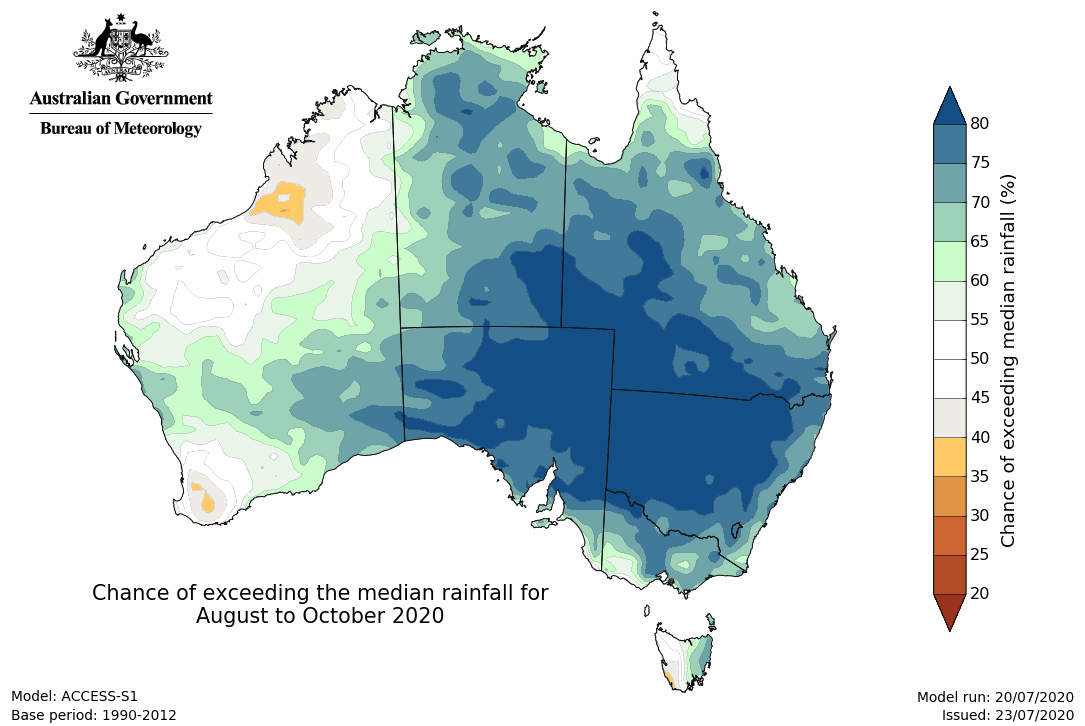 AUSTRALIA
Australian Government
Bureau of Meteorology
80
75
70
65
60
55
50
45
40
35
30
25
20
Chance of exceeding median rainfall (%)
Chance of exceeding the median rainfall for
August to October 2020
Model: ACCESS-S1
Base period: 1990-2012
Model run: 20/07/2020
Issued: 23/07/2020